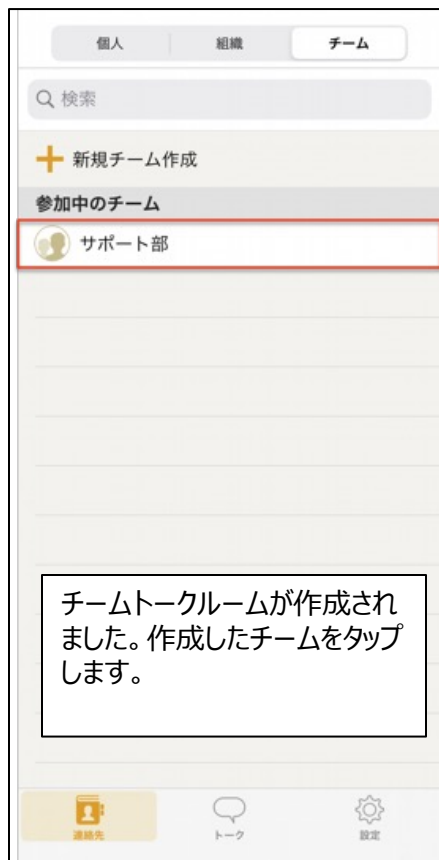 個人 組織 チーム
検索
新規チーム作成
参加中のチーム
サポート部
チームトークルームが作成され
ました。作成したチームをタップ
します。
連絡先 トーク 設定